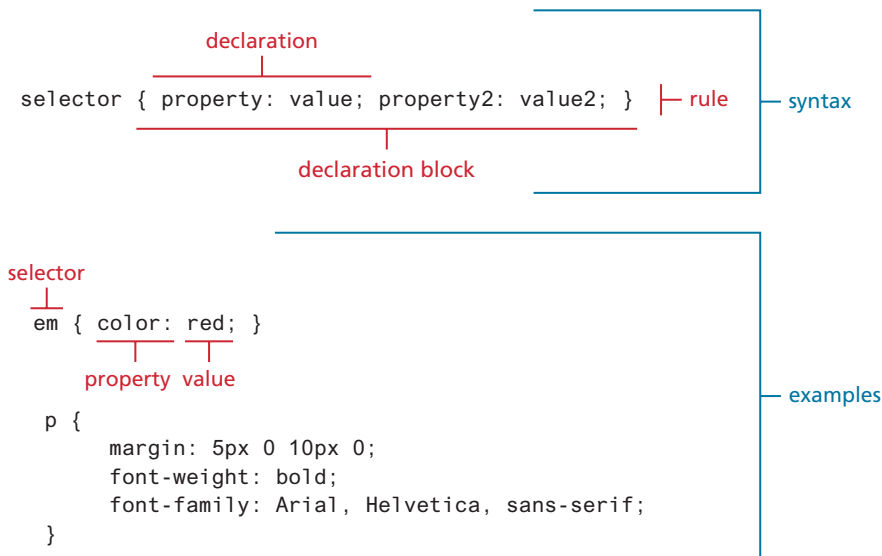 declaration
selector { property: value; property2: value2; }
rule
syntax
declaration block
selector
em { color: red; }
property value
examples
p {
margin: 5px 0 10px 0;
font-weight: bold;
font-family: Arial, Helvetica, sans-serif;
}